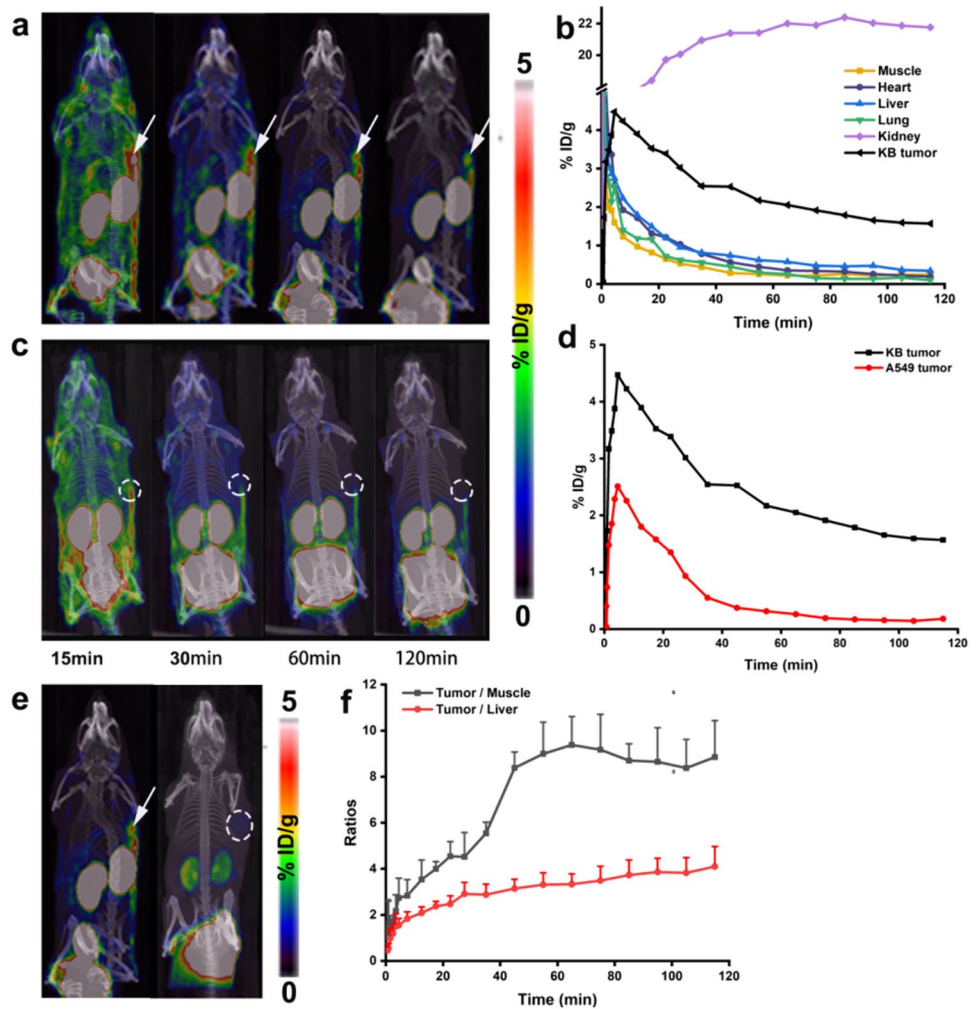 a
5
% ID/g
0
b
22
20
4
3
2
1
0
% ID/g
Muscle
Heart
Liver
Lung
Kidney
KB tumor
0 20 40 60 80 100 120
Time (min)
c
15min 30min 60min 120min
d
5
4
3
2
1
0
% ID/g
KB tumor
A549 tumor
0 20 40 60 80 100 120
Time (min)
e
5
% ID/g
0
f
12
10
8
6
4
2
0
Ratios
Tumor / Muscle
Tumor / Liver
0 20 40 60 80 100 120
Time (min)